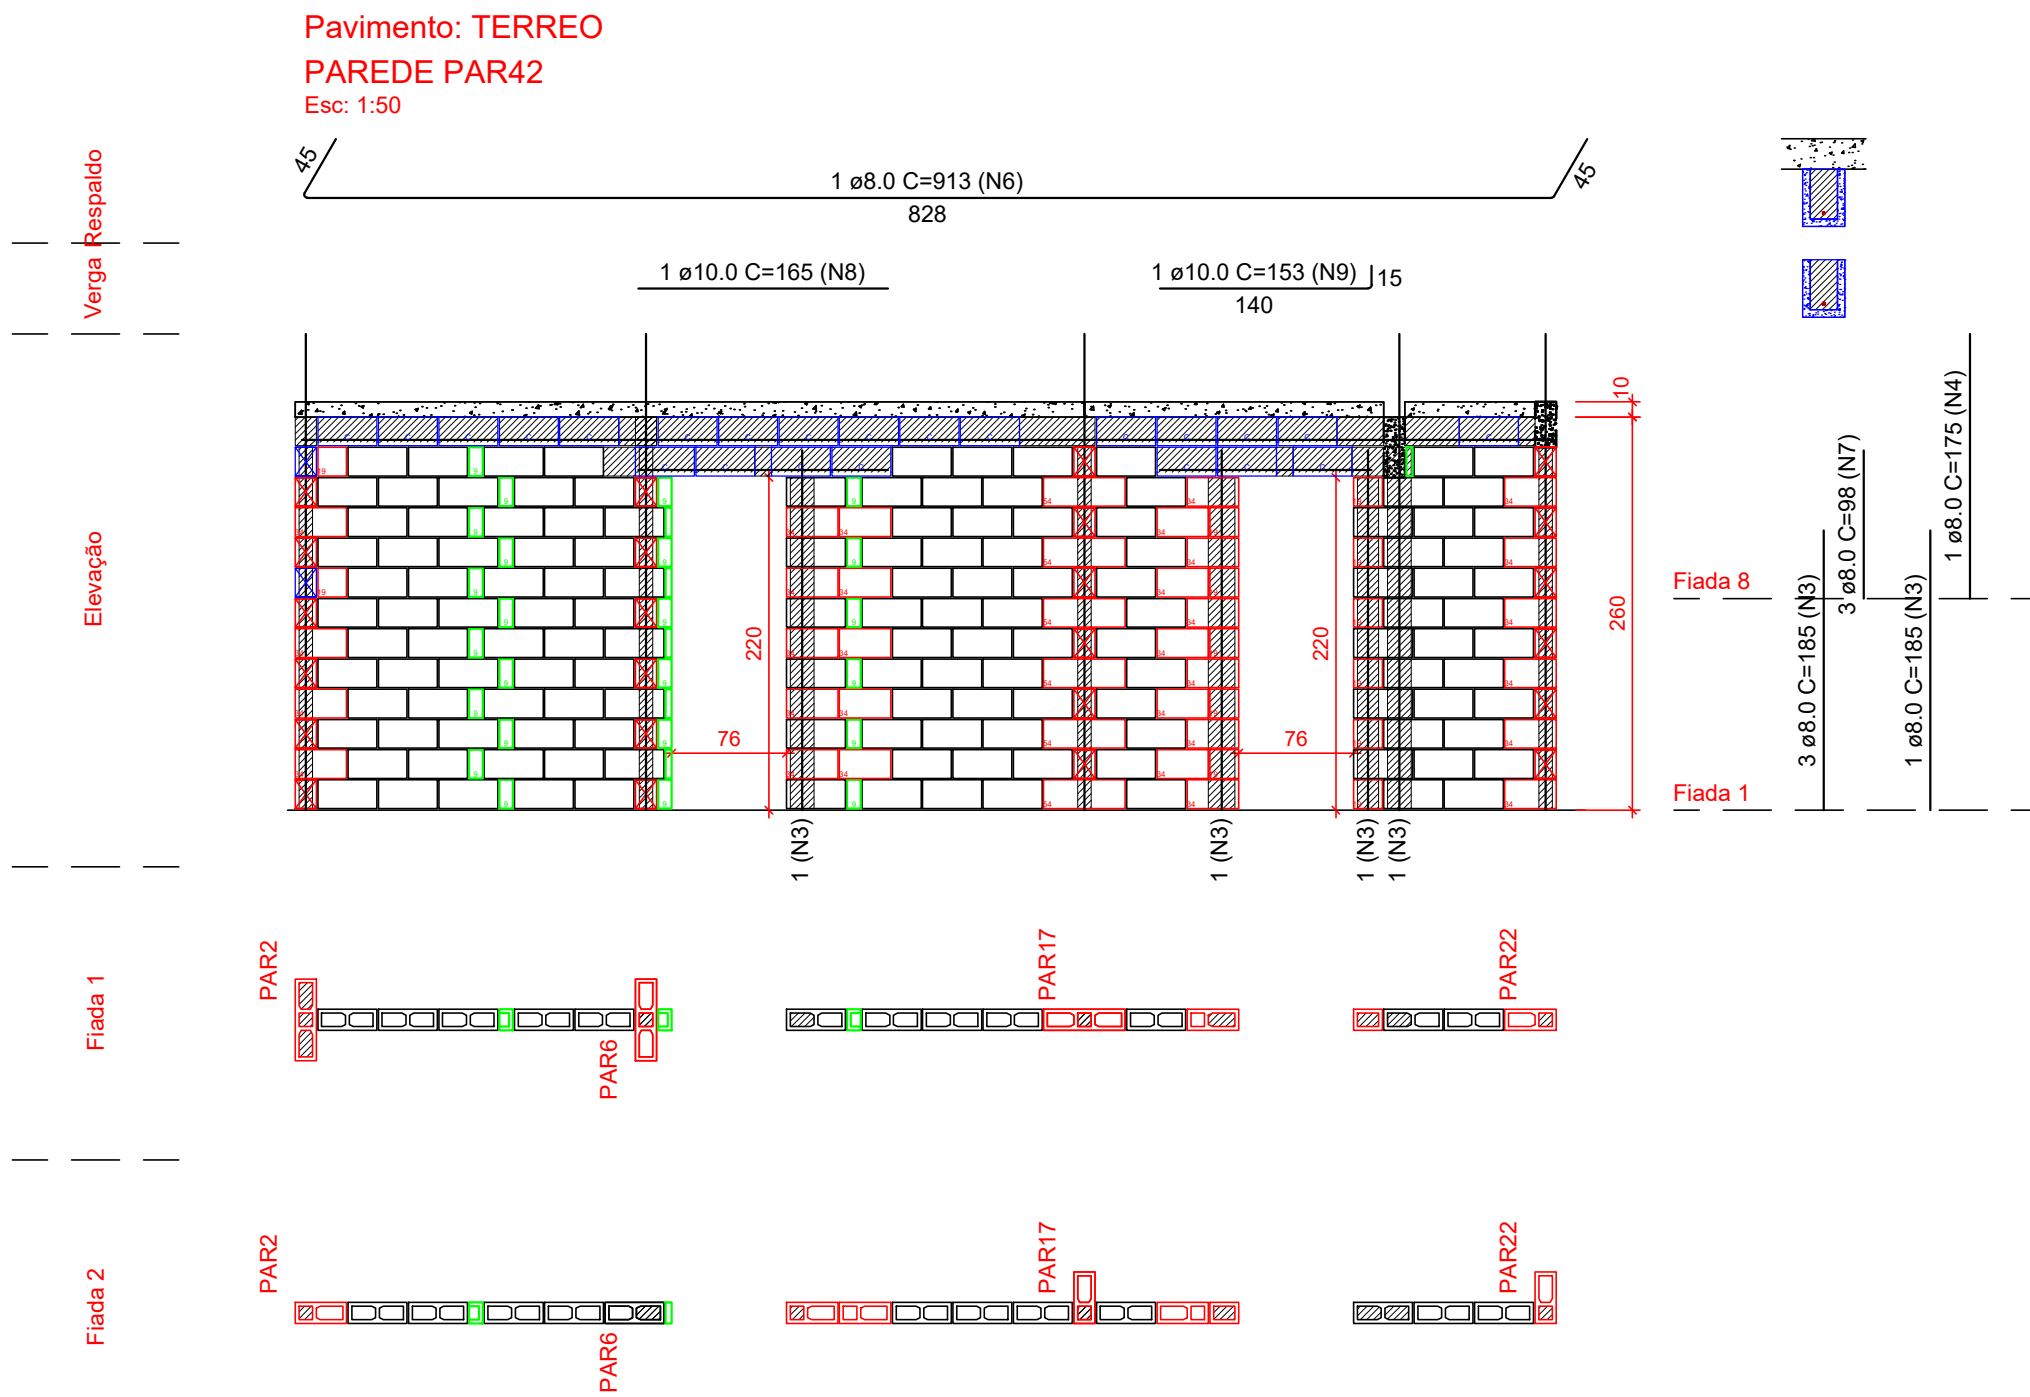 Pavimento: TERREO
PAREDE PAR42
Esc: 1:50
Respaldo
45
1 ø8.0 C=913 (N6)
828
45
Verga
1 ø10.0 C=165 (N8)
1 ø10.0 C=153 (N9)
15
140
Elevação
10
260
220
220
76
76
1 (N3)
1 (N3)
1 (N3)
1 (N3)
Fiada 8
Fiada 1
3 ø8.0 C=185 (N3)
3 ø8.0 C=98 (N7)
1 ø8.0 C=185 (N3)
1 ø8.0 C=175 (N4)
Fiada 1
PAR2
PAR6
PAR17
PAR22
Fiada 2
PAR2
PAR6
PAR17
PAR22